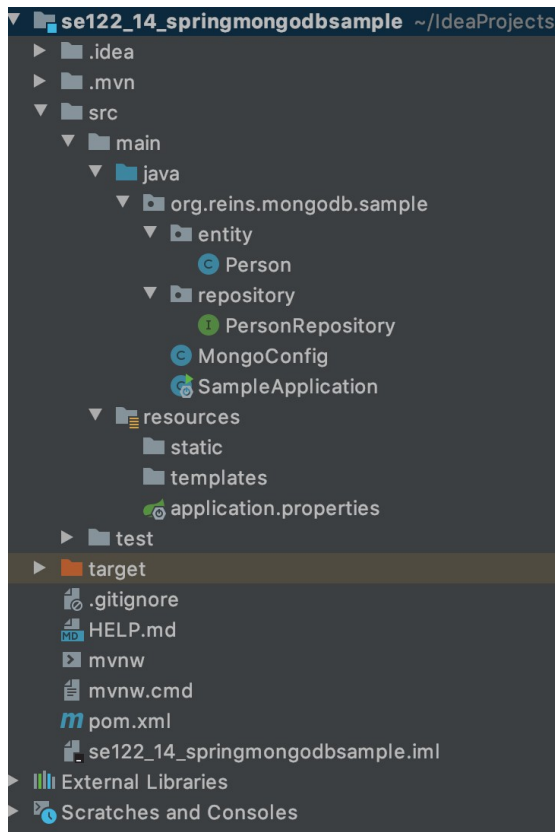 se122_14_springmongodbsample ~/IdeaProjects
.idea
.mvn
src
main
java
org.reins.mongodb.sample
entity
C Person
repository
I PersonRepository
C MongoConfig
C SampleApplication
resources
static
templates
application.properties
test
target
.gitignore
MD HELP.md
mvnw
mvnw.cmd
m pom.xml
se122_14_springmongodbsample.iml
External Libraries
Scratches and Consoles